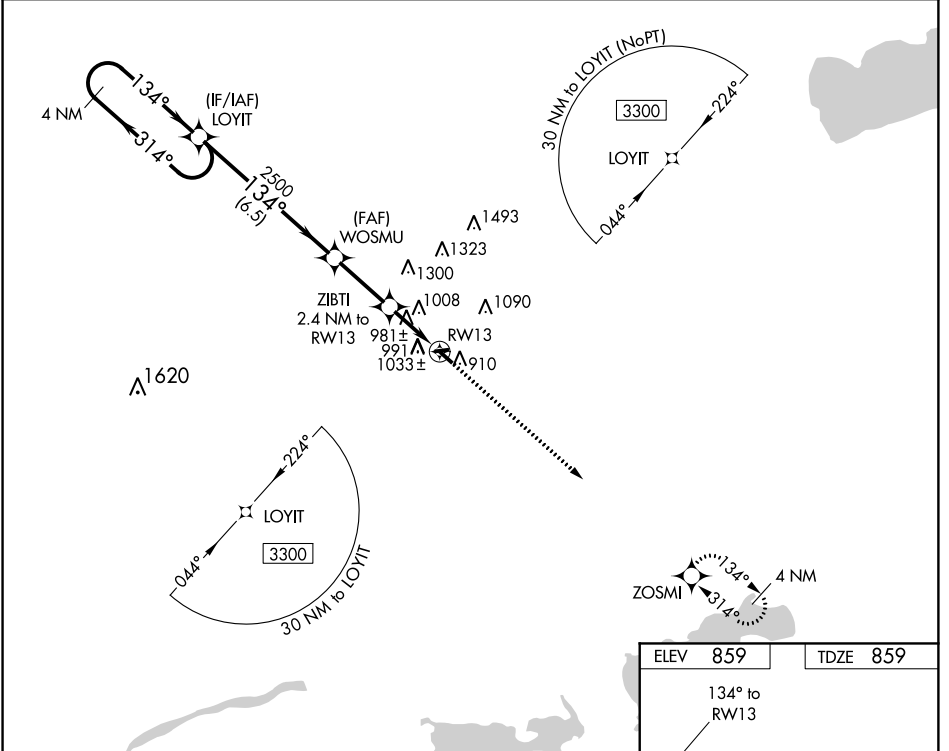 30 NM to LOYIT (NoPT)
3300
LOYIT
224°
044°
134°
314°
4 NM
(IF/IAF)
LOYIT
2500
134°
(6.5)
(FAF)
WOSMU
1493
1323
1300
1008
1090
ZIBTI
2.4 NM to
RW13
981±
991
1033±
RW13
910
1620
224°
LOYIT
3300
044°
30 NM to LOYIT
ZOSMI
134°
314°
4 NM
ELEV 859
TDZE 859
134° to
RW13